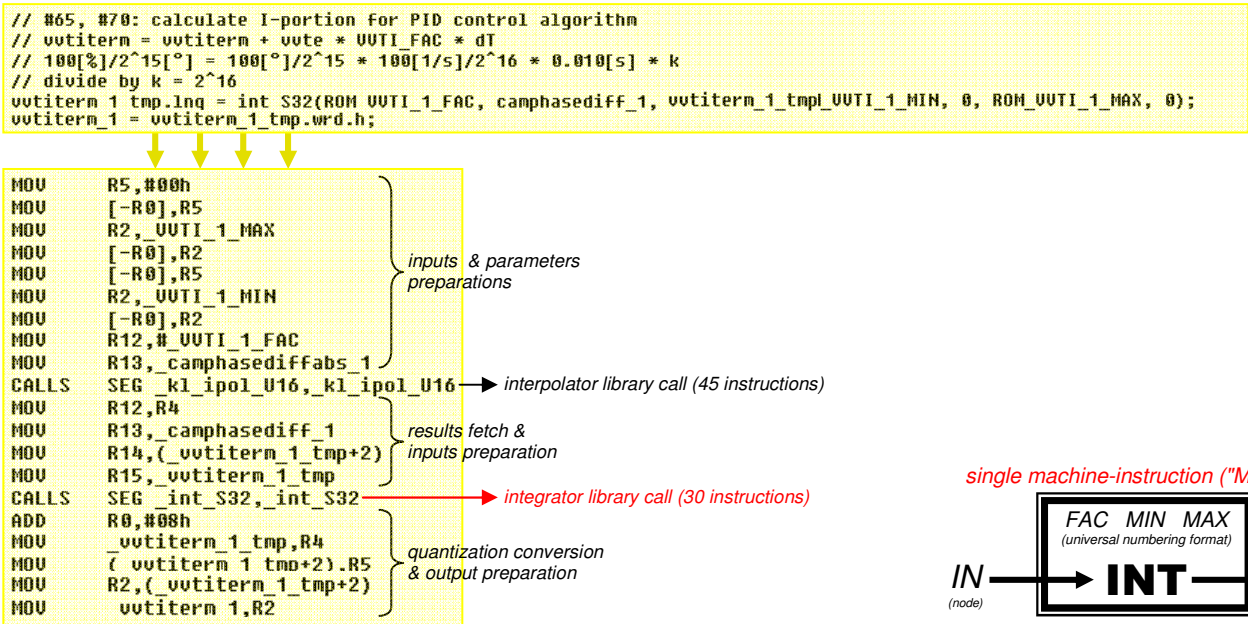 // #65, #70: calculate I-portion for PID control algorithm
// vvtiterm = vvtiterm + vvte * VVTI_FAC * dT
// 100[%]/2^15[°] = 100[°]/2^15 * 100[1/s]/2^16 * 0.010[s] * k
// divide by k = 2^16
vvtiterm_1_tmp.lng = int_S32(ROM_VVTI_1_FAC, camphasediff_1, vvtiterm_1_tmp_VVTI_1_MIN, 0, ROM_VVTI_1_MAX, 0);
vvtiterm_1 = vvtiterm_1_tmp.wrd.h;
MOV R5,#00h
MOV [-R0],R5
MOV R2,_VVTI_1_MAX
MOV [-R0],R2
MOV [-R0],R5
MOV R2,_VVTI_1_MIN
MOV [-R0],R2
MOV R12,#_VVTI_1_FAC
MOV R13,_camphasediffabs_1
inputs & parameters
preparations
CALLS SEG _kl_ipol_U16,_kl_ipol_U16
interpolator library call (45 instructions)
MOV R12,R4
MOV R13,_camphasediff_1
MOV R14,(_vvtiterm_1_tmp+2)
MOV R15,_vvtiterm_1_tmp
results fetch &
inputs preparation
CALLS SEG _int_S32,_int_S32
integrator library call (30 instructions)
ADD R0,#08h
MOV _vvtiterm_1_tmp,R4
MOV (_vvtiterm_1_tmp+2),R5
MOV R2,(_vvtiterm_1_tmp+2)
MOV _vvtiterm_1,R2
quantization conversion
& output preparation
single machine-instruction ("M
FAC MIN MAX
(universal numbering format)
IN
(node)
INT